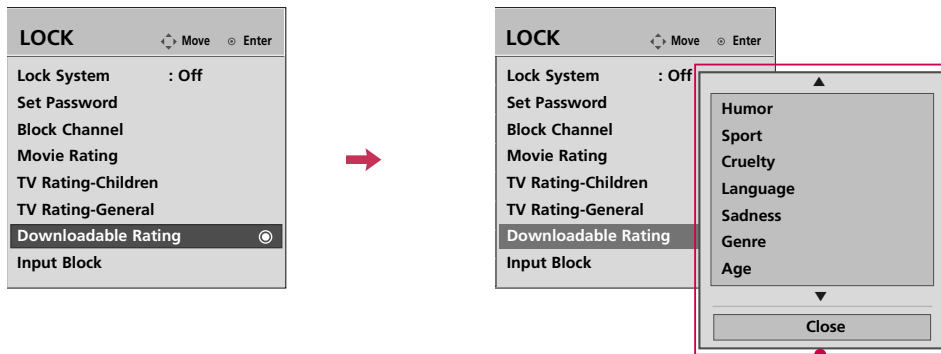 LOCK
Move Enter
Lock System : Off
Set Password
Block Channel
Movie Rating
TV Rating-Children
TV Rating-General
Downloadable Rating
Input Block
LOCK
Move Enter
Lock System : Off
Set Password
Block Channel
Movie Rating
TV Rating-Children
TV Rating-General
Downloadable Rating
Input Block
Humor
Sport
Cruelty
Language
Sadness
Genre
Age
Close